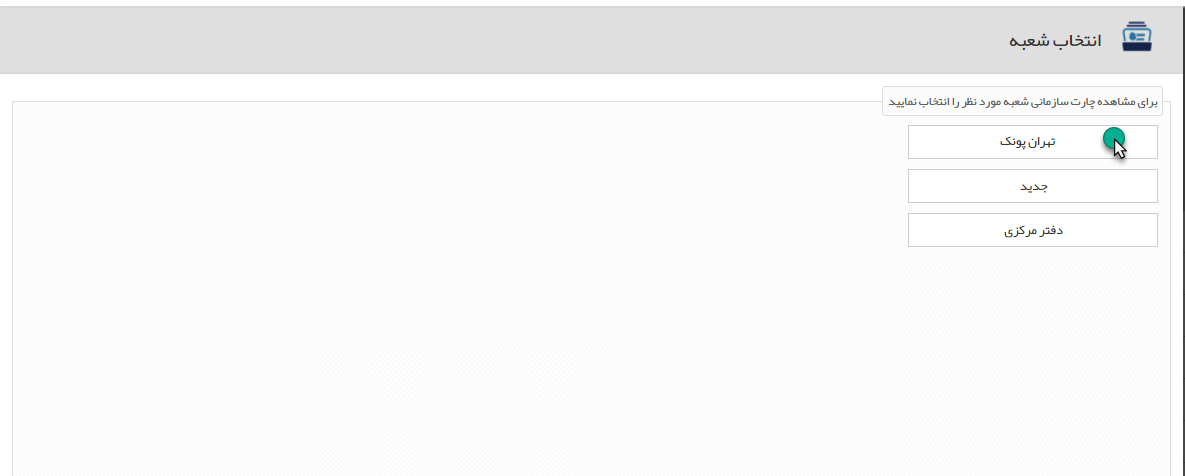 انتخاب شعبه
برای مشاهده چارت سازمانی شعبه مورد نظر را انتخاب نمایید
تهران پونک
جدید
دفتر مرکزی